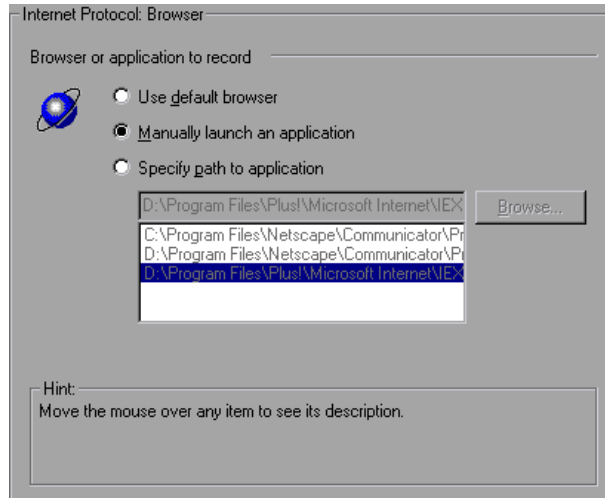 Internet Protocol: Browser
Browser or application to record
Use default browser
Manually launch an application
Specify path to application
D:\Program Files\Plus!\Microsoft Internet\IEX
Browse...
C:\Program Files\Netscape\Communicator\Pr
D:\Program Files\Netscape\Communicator\Pr
D:\Program Files\Plus!\Microsoft Internet\IEX
Hint:
Move the mouse over any item to see its description.